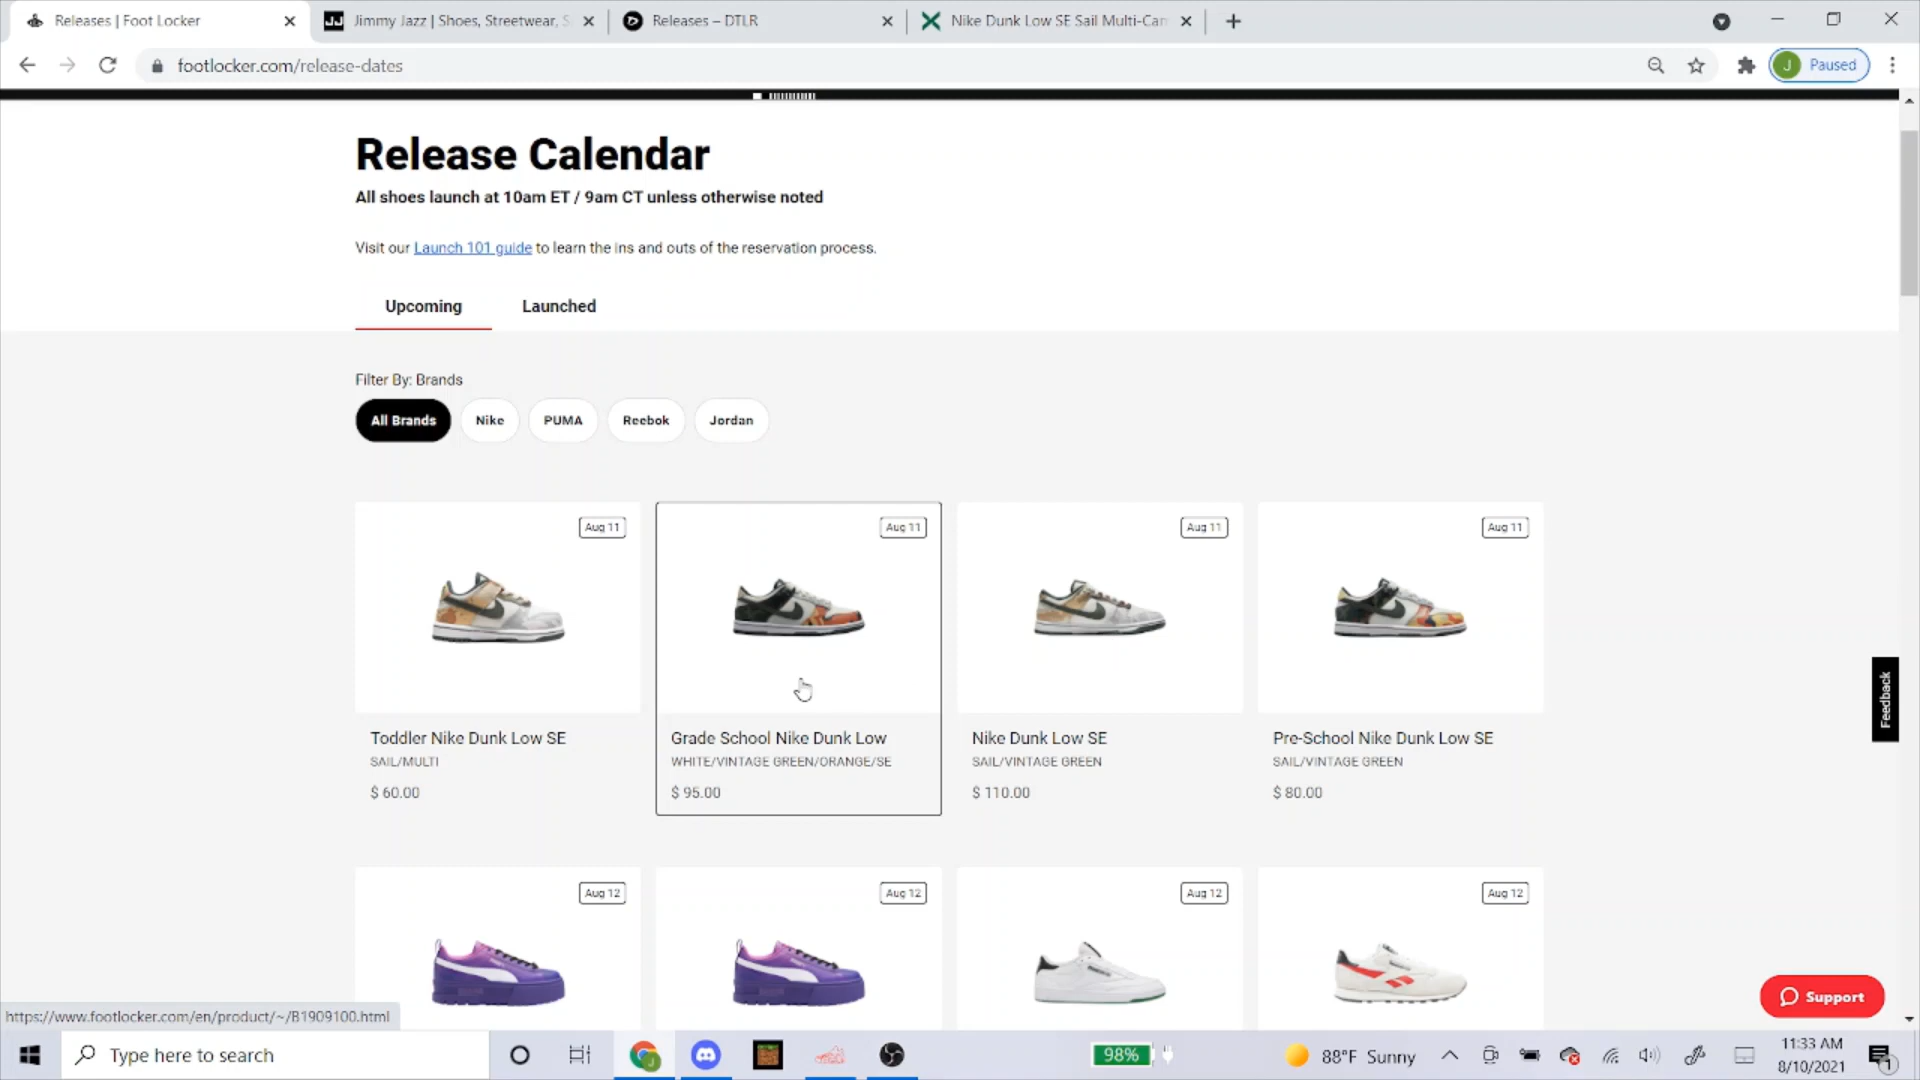 Releases | Foot Locker
Jimmy Jazz | Shoes, Streetwear, S
Releases – DTLR
Nike Dunk Low SE Sail Multi-Cam
footlocker.com/release-dates
J Paused
Release Calendar
All shoes launch at 10am ET / 9am CT unless otherwise noted
Visit our Launch 101 guide to learn the ins and outs of the reservation process.
Upcoming Launched
Filter By: Brands
All Brands Nike PUMA Reebok Jordan
Aug 11 Aug 11 Aug 11 Aug 11
Toddler Nike Dunk Low SE
SAIL/MULTI
$ 60.00
Grade School Nike Dunk Low
WHITE/VINTAGE GREEN/ORANGE/SE
$ 95.00
Nike Dunk Low SE
SAIL/VINTAGE GREEN
$ 110.00
Pre-School Nike Dunk Low SE
SAIL/VINTAGE GREEN
$ 80.00
Feedback
Aug 12 Aug 12 Aug 12 Aug 12
Support
https://www.footlocker.com/en/product/~/B1909100.html
Type here to search
98%
88°F Sunny
11:33 AM
8/10/2021
1